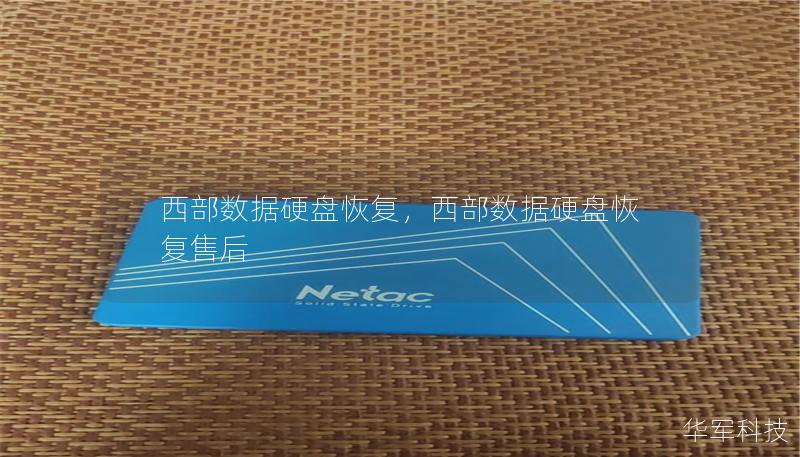 西部数据硬盘恢复，西部数据硬盘恢
复售后
Netac
Solid State Drive
华军科技